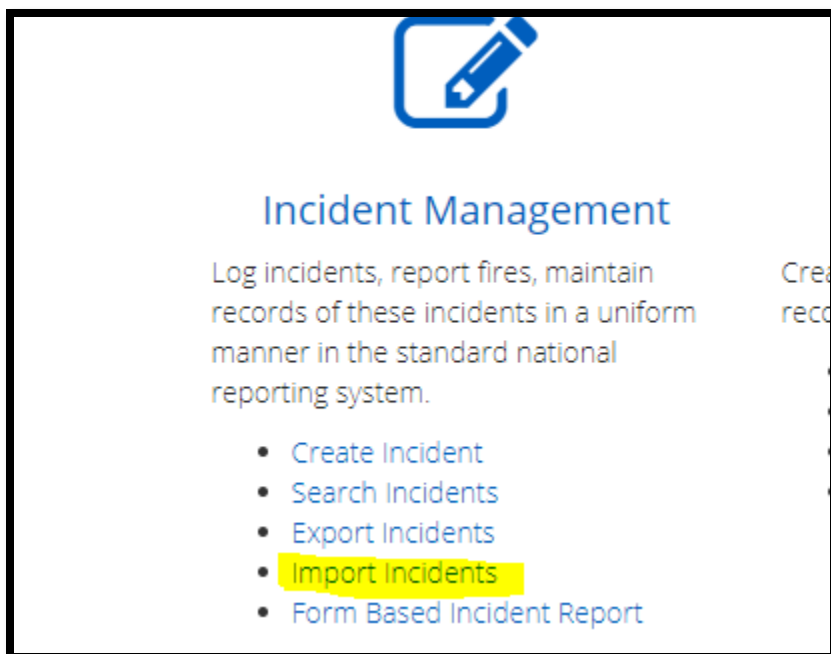 Incident Management
Log incidents, report fires, maintain
records of these incidents in a uniform
manner in the standard national
reporting system.
Create Incident
Search Incidents
Export Incidents
Import Incidents
Form Based Incident Report